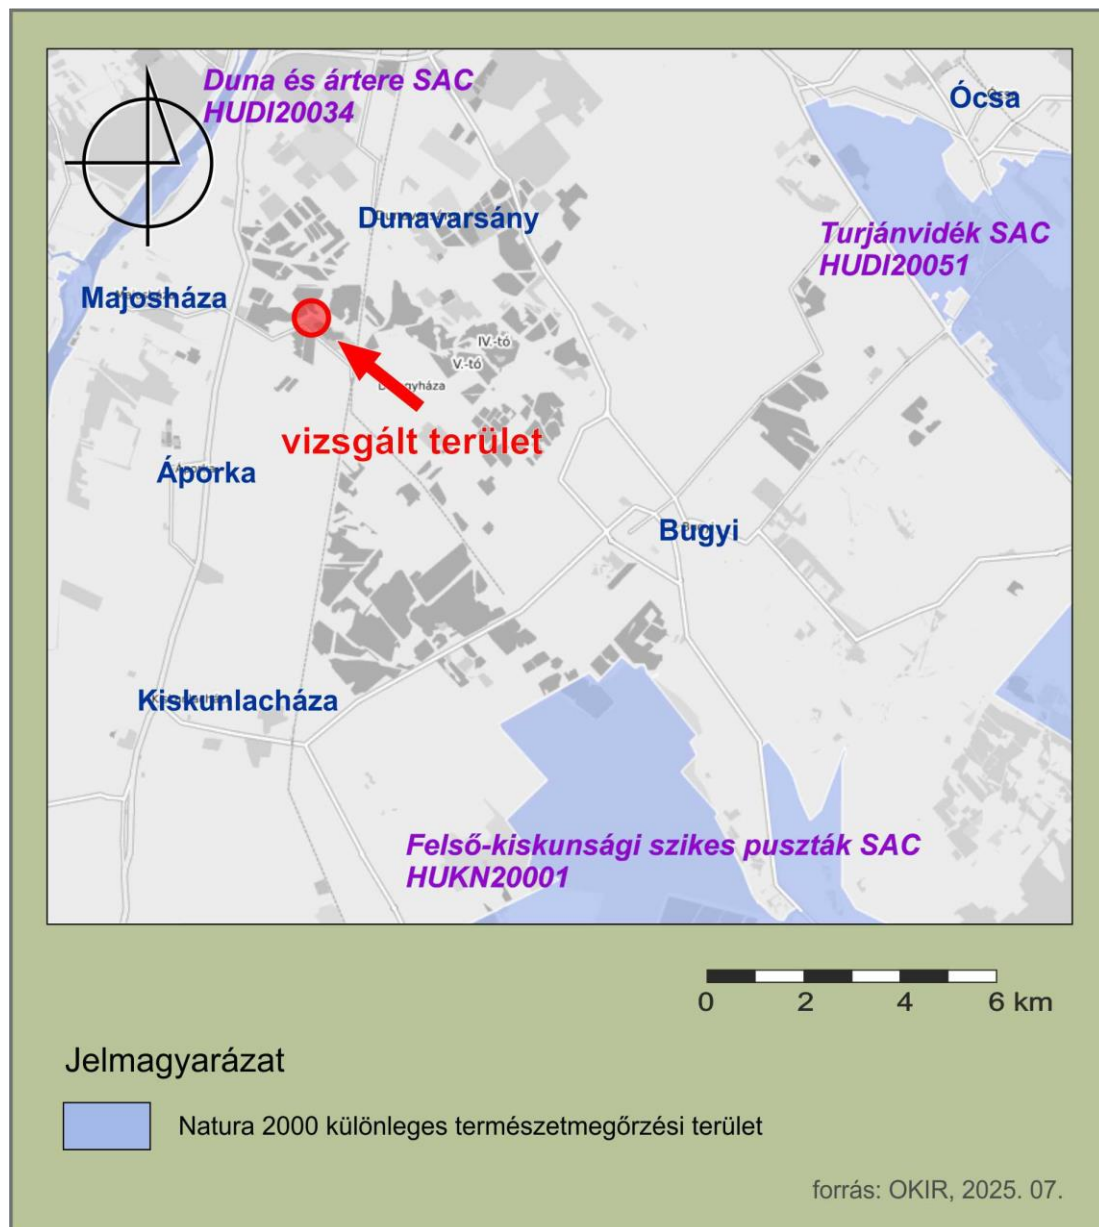 Duna és ártere SAC
HUDI20034
Ócsa
Dunavarsány
Turjánvidék SAC
HUDI20051
Majosháza
IV.-tó
V.-tó
vizsgált terület
Áporka
Bugyi
Kiskunlacháza
Felső-kiskunsági szikes puszták SAC
HUKN20001
0 2 4 6 km
Jelmagyarázat
Natura 2000 különleges természetmegőrzési terület
forrás: OKIR, 2025. 07.